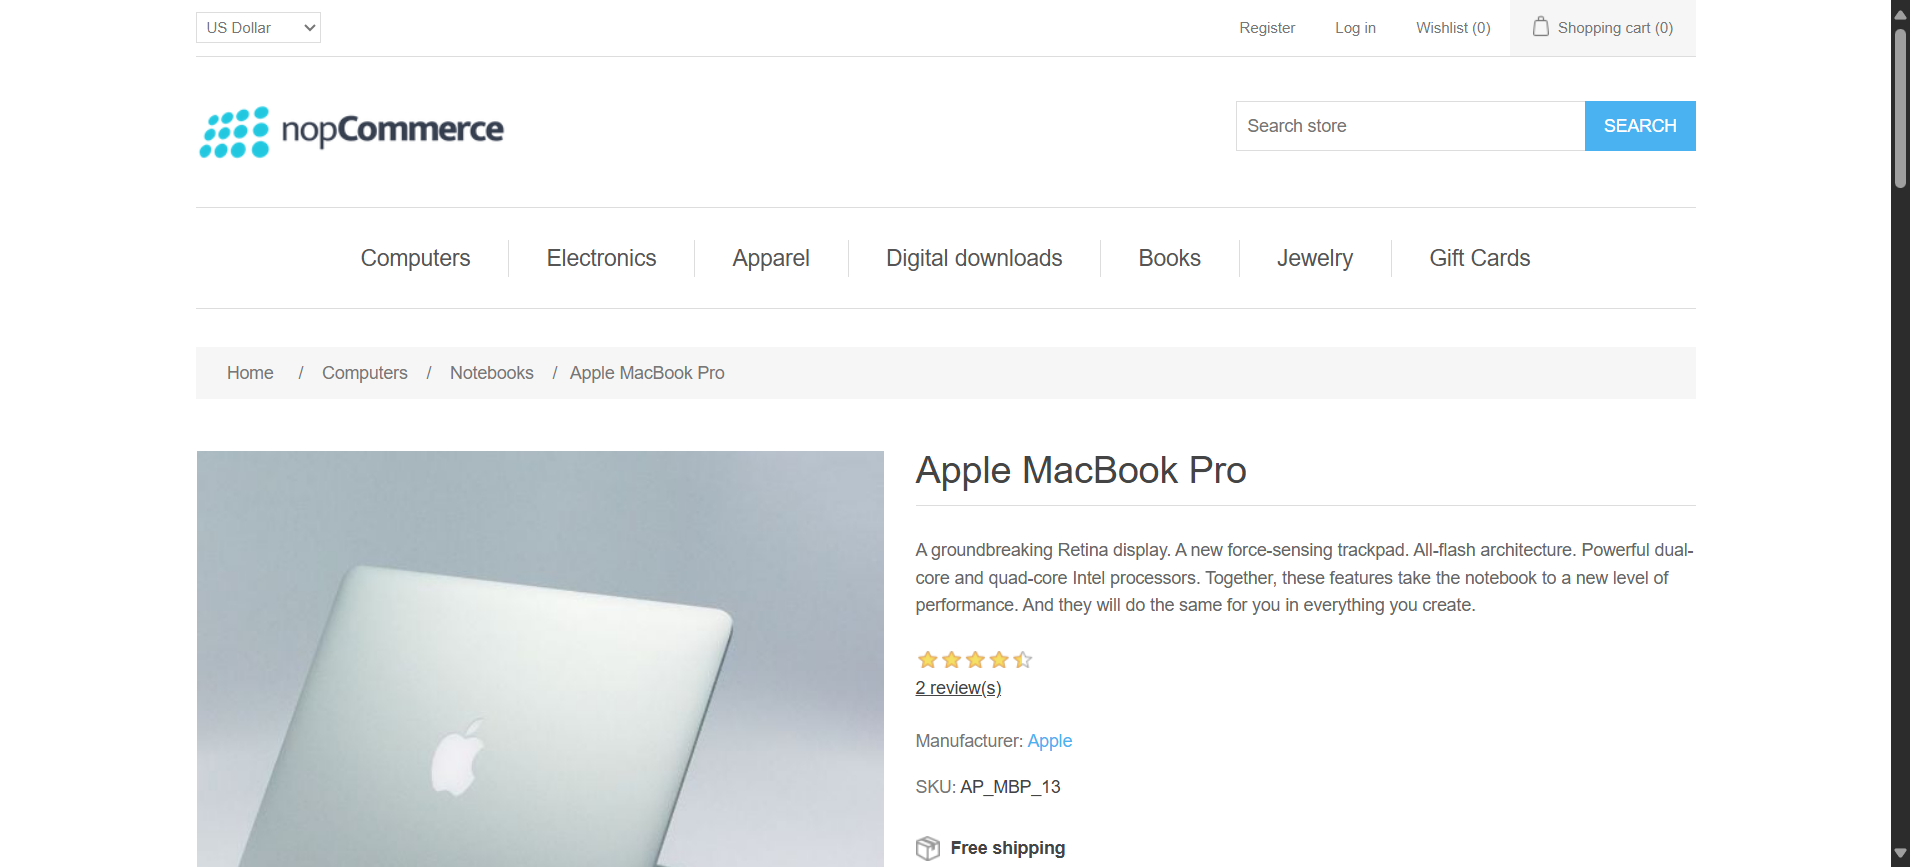 US Dollar
Register
Log in
Wishlist (0)
Shopping cart (0)
nopCommerce
Search store
SEARCH
Computers
Electronics
Apparel
Digital downloads
Books
Jewelry
Gift Cards
Home / Computers / Notebooks / Apple MacBook Pro
Apple MacBook Pro
A groundbreaking Retina display. A new force-sensing trackpad. All-flash architecture. Powerful dual-
core and quad-core Intel processors. Together, these features take the notebook to a new level of
performance. And they will do the same for you in everything you create.
2 review(s)
Manufacturer: Apple
SKU: AP_MBP_13
Free shipping